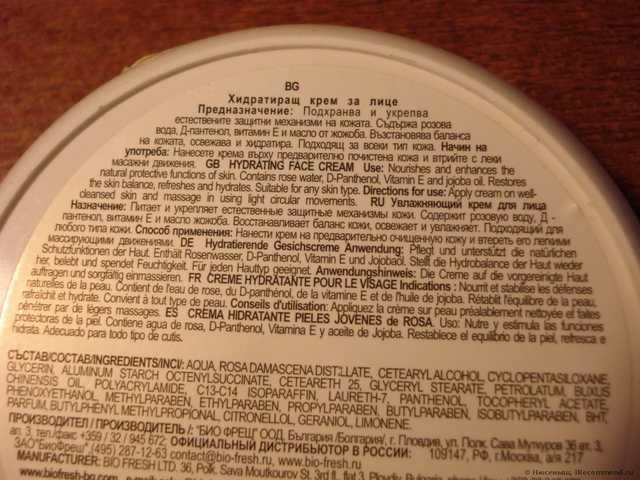 BG
Хидратиращ крем за лице
Предназначение: Подхранва и укрепва
естествените защитни механизми на кожата. Съдържа розова
вода, Д-пантенол, витамин Е и масло от жожоба. Възстановява баланса
на кожата, освежава и хидратира. Подходящ за всеки тип кожа. Начин на
употреба: Нанесете крема върху предварително почистена кожа и втрийте с леки
масажни движения. GB HYDRATING FACE CREAM Use: Nourishes and enhances the
natural protective functions of skin. Contains rose water, D-Panthenol, Vitamin E and jojoba oil. Restores
the skin balance, refreshes and hydrates. Suitable for any skin type. Directions for use: Apply cream on well-
cleansed skin and massage in using light circular movements. RU Увлажняющий крем для лица
Назначение: Питает и укрепляет естественные защитные механизмы кожи. Содержит розовую воду, Д -
пантенол, витамин Е и масло жожоба. Восстанавливает баланс кожи, освежает и увлажняет. Подходящий для
любого типа кожи. Способ применения: Нанести крем на предварительно очищенную кожу и втереть его легкими
массирующими движениями. DE Hydratierende Gesischcreme Anwendung: Pflegt und unterstützt die natürlichen
Schutzfunktionen der Haut. Enthält Rosenwasser, D-Panthenol, Vitamin E und Jojobaöl. Stellt die Hydrobalance der Haut wieder
her, belebt und spendet Feuchtigkeit. Für jeden Hauttyp geeignet. Anwendungshinweis: Die Creme auf die vorgereinete Haut
auftragen und sorgfältig einmassieren. FR CRÈME HYDRATANTE POUR LE VISAGE Indications : Nourrit et stabilise les défenses
naturelles de la peau. Contient de l'eau de rose, du D-panthénol, de la vitamine E et de l'huile de jojoba. Rétablit l'équilibre de la peau,
rafraîchit et hydrate. Convient à tout type de peau. Conseils d'utilisation: Appliquez la crème sur peau préalablement nettoyée et faites
pénétrer par de légers massages. ES CREMA HIDRATANTE PIELES JÓVENES de ROSA. Uso: Nutre y estimula las funciones
protectoras de la piel. Contiene agua de rosa, D-Panthenol, Vitamina E y aceite de Jojoba. Restablece el equilibrio de la piel, refresca e
hidrata. Adecuado para todo tipo de cutis.
СЪСТАВ/СОСТАВ/INGREDIENTS/INCI/: AQUA, ROSA DAMASCENA DISTILLATE, CETEARYL ALCOHOL, CYCLOPENTASILOXANE,
GLYCERIN, ALUMINUM STARCH OCTENYLSUCCINATE, CETEARETH 25, GLYCERYL STEARATE, PETROLATUM, BUXUS
CHINENSIS OIL, POLYACRYLAMIDE, C13-C14 ISOPARAFFIN, LAURETH-7, PANTHENOL, TOCOPHERYL ACETATE,
PHENOXYETHANOL, METHYLPARABEN, ETHYLPARABEN, PROPYLPARABEN, BUTYLPARABEN, ISOBUTYLPARABEN, BHT,
PARFUM, BUTYLPHENYL METHYLPROPIONAL, CITRONELLOL, GERANIOL, LIMONENE.
ПРОИЗВОДИТЕЛ / ПРОИЗВОДИТЕЛЬ /: "БИО ФРЕШ" ООД, България /Болгария/, г. Пловдив, ул. Полк. Сава Муткуров 36 ет. 3,
ап. 3, тел./факс +359 / 32 / 945 672; ОФИЦИАЛЬНЫЙ ДИСТРИБЬЮТОР В РОССИИ:
ЗАО"БиоФреш" (495) 287-12-63 contact@bio-fresh.ru, www.bio-fresh.ru 109147, РФ, г.Москва, а/я 217
MANUFACTURER: BIO FRESH LTD. 36, Polk. Sava Moutkourov St. 3rd fl., flat 3, Plovdiv, Bulgaria
www.biofresh-bg.com
© Нюсеныш, iRecommend.ru